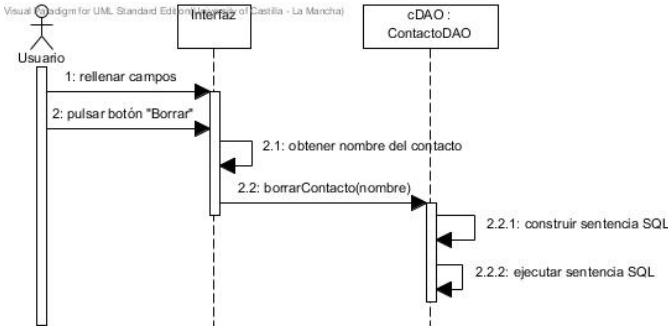 Visual Paradigm for UML Standard Edition(University of Castilla - La Mancha)
Interfaz
cDAO :
ContactoDAO
Usuario
1: rellenar campos
2: pulsar botón "Borrar"
2.1: obtener nombre del contacto
2.2: borrarContacto(nombre)
2.2.1: construir sentencia SQL
2.2.2: ejecutar sentencia SQL